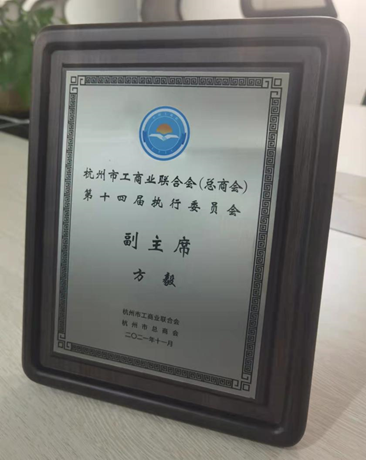 杭州市工商业联合会(总商会)
第十四届执行委员会
副主席
方毅
杭州市工商业联合会
杭州市总商会
二〇二一年十一月